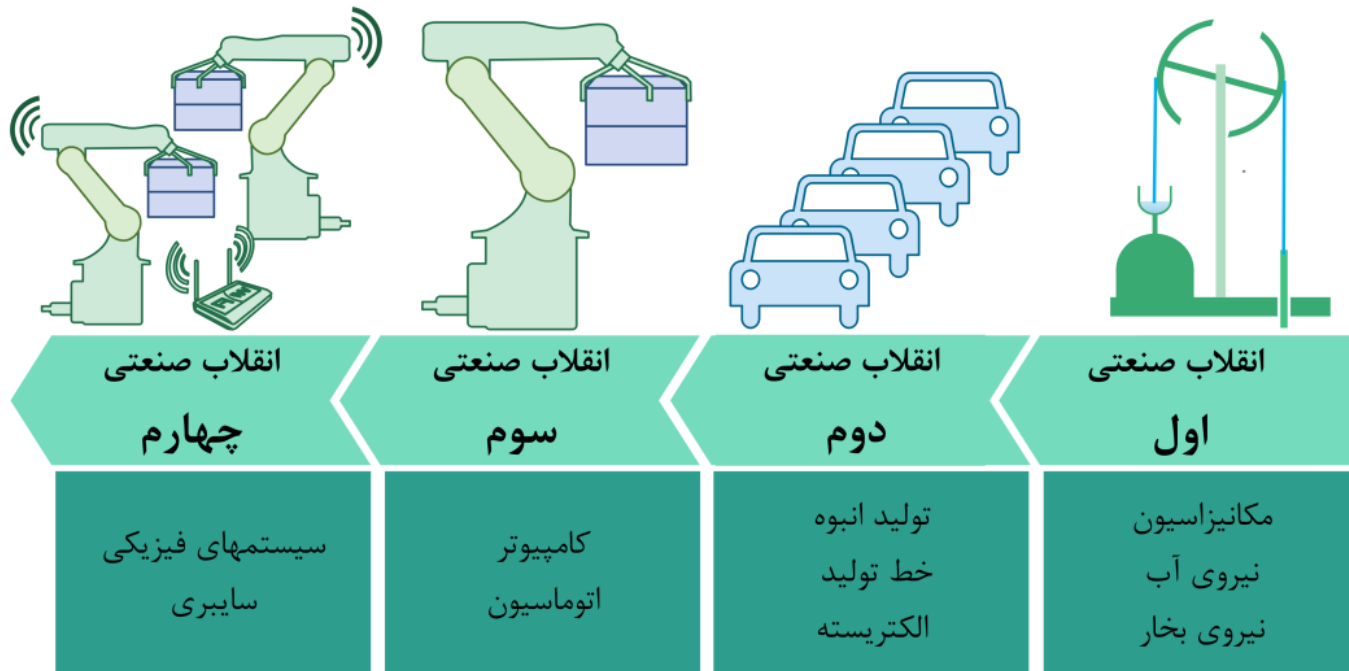 انقلاب صنعتی
اول
مکانیزاسیون
نیروی آب
نیروی بخار
انقلاب صنعتی
دوم
تولید انبوه
خط تولید
الکتریسته
انقلاب صنعتی
سوم
کامپیوتر
اتوماسیون
انقلاب صنعتی
چهارم
سیستمهای فیزیکی
سایبری